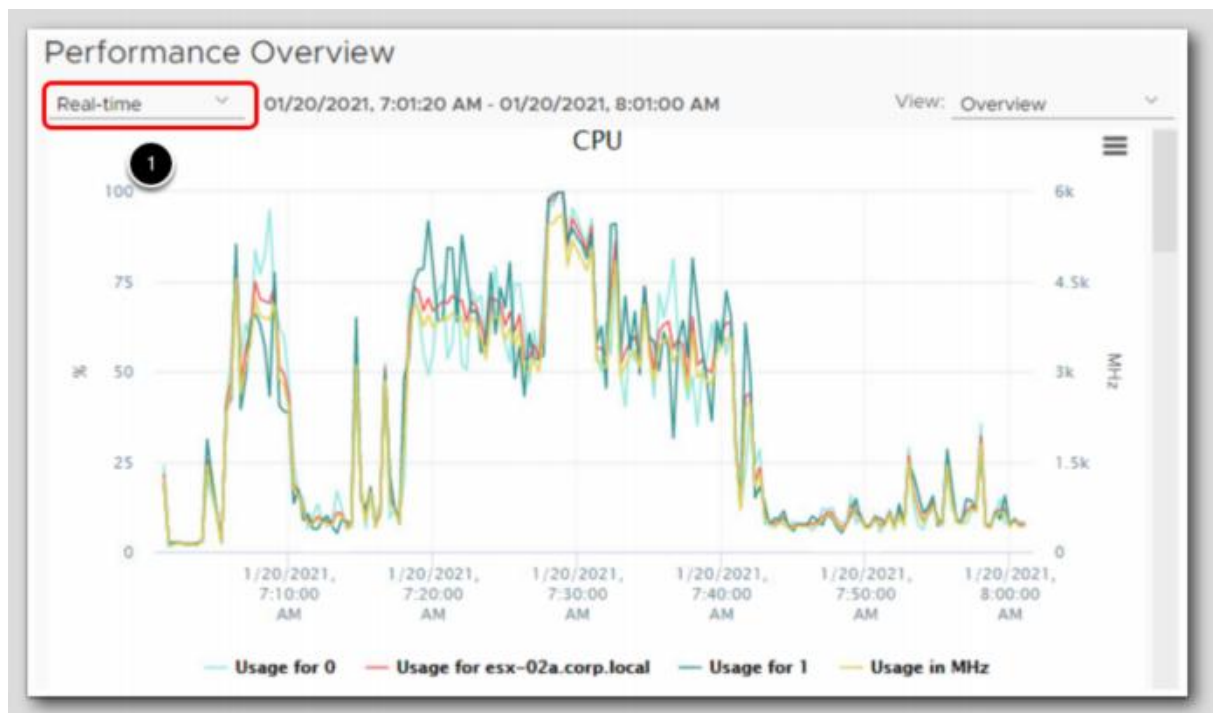 Performance Overview
Real-time 01/20/2021, 7:01:20 AM - 01/20/2021, 8:01:00 AM View: Overview
CPU
1
100 6k
75 4.5k
% 50 3k MHz
25 1.5k
0 0
1/20/2021, 1/20/2021, 1/20/2021, 1/20/2021, 1/20/2021, 1/20/2021,
7:10:00 7:20:00 7:30:00 7:40:00 7:50:00 8:00:00
AM AM AM AM AM AM
Usage for 0 Usage for esx-02a.corp.local Usage for 1 Usage in MHz